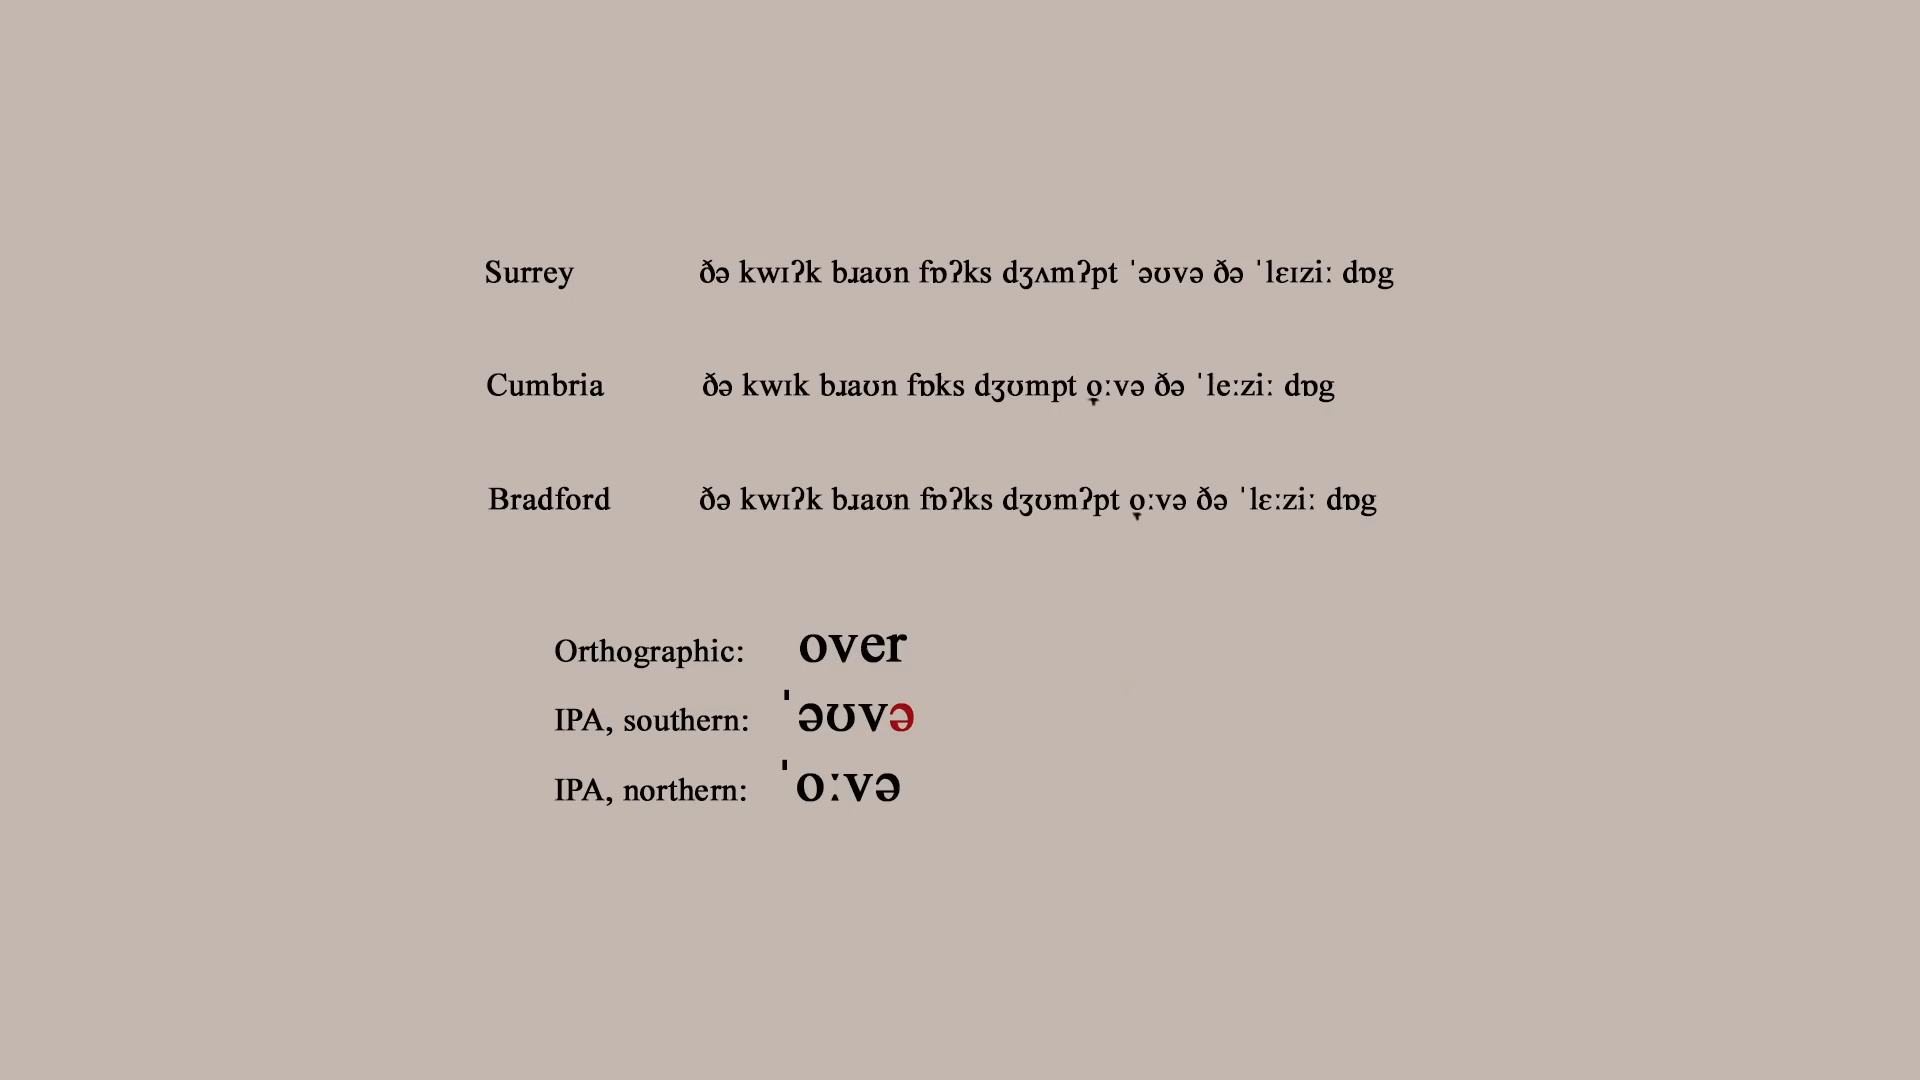 Surrey ðə kwɪʔk bɹaʊn fɒʔks dʒʌmʔpt ˈəʊvə ðə ˈlɛɪziː dɒg
Cumbria ðə kwɪk bɹaʊn fɒks dʒʊmpt o̞ːvə ðə ˈleːziː dɒg
Bradford ðə kwɪʔk bɹaʊn fɒʔks dʒʊmʔpt o̞ːvə ðə ˈlɛːziː dɒg
Orthographic: over
IPA, southern: ˈəʊvə
IPA, northern: ˈoːvə